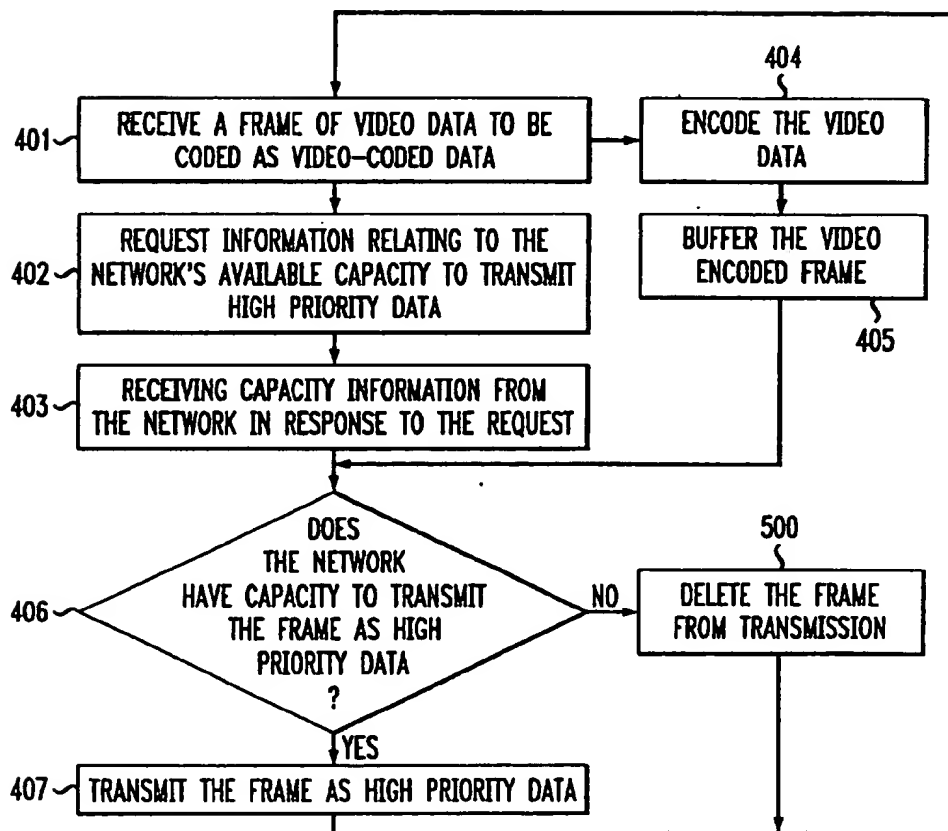 401
RECEIVE A FRAME OF VIDEO DATA TO BE
CODED AS VIDEO-CODED DATA
404
ENCODE THE VIDEO
DATA
402
REQUEST INFORMATION RELATING TO THE
NETWORK'S AVAILABLE CAPACITY TO TRANSMIT
HIGH PRIORITY DATA
BUFFER THE VIDEO
ENCODED FRAME
405
403
RECEIVING CAPACITY INFORMATION FROM
THE NETWORK IN RESPONSE TO THE REQUEST
406
DOES
THE NETWORK
HAVE CAPACITY TO TRANSMIT
THE FRAME AS HIGH
PRIORITY DATA
?
NO
500
DELETE THE FRAME
FROM TRANSMISSION
YES
407
TRANSMIT THE FRAME AS HIGH PRIORITY DATA